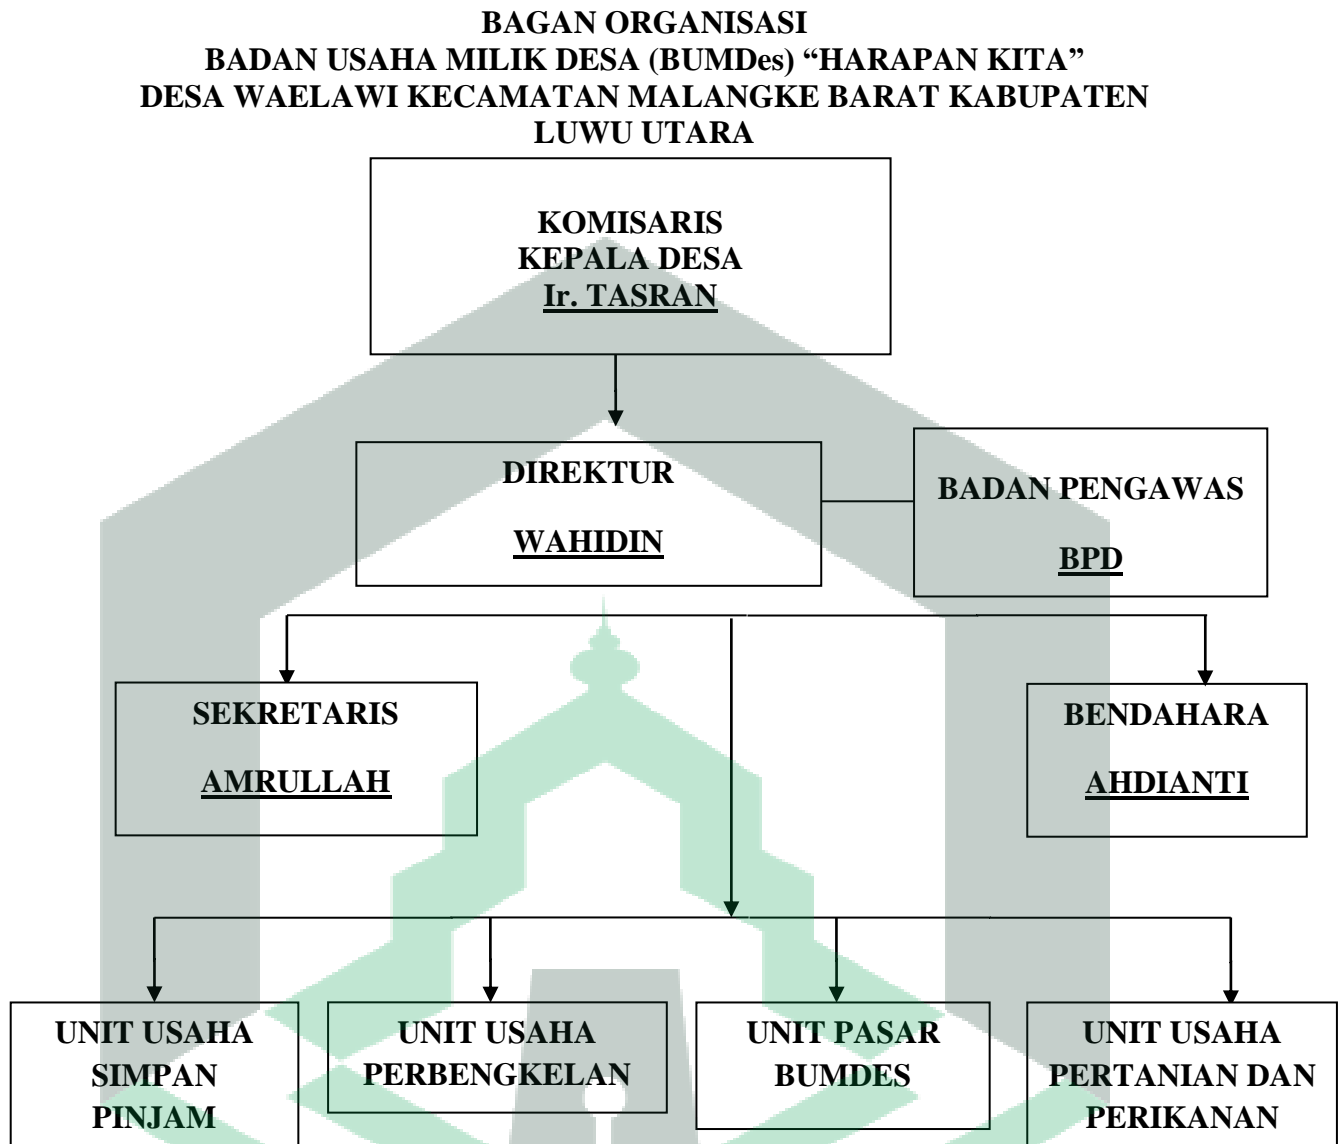 BAGAN ORGANISASI
BADAN USAHA MILIK DESA (BUMDes) “HARAPAN KITA”
DESA WAELAWI KECAMATAN MALANGKE BARAT KABUPATEN
LUWU UTARA
KOMISARIS
KEPALA DESA
Ir. TASRAN
DIREKTUR
WAHIDIN
BADAN PENGAWAS
BPD
SEKRETARIS
AMRULLAH
BENDAHARA
AHDIANTI
UNIT USAHA
SIMPAN
PINJAM
UNIT USAHA
PERBENGKELAN
UNIT PASAR
BUMDES
UNIT USAHA
PERTANIAN DAN
PERIKANAN